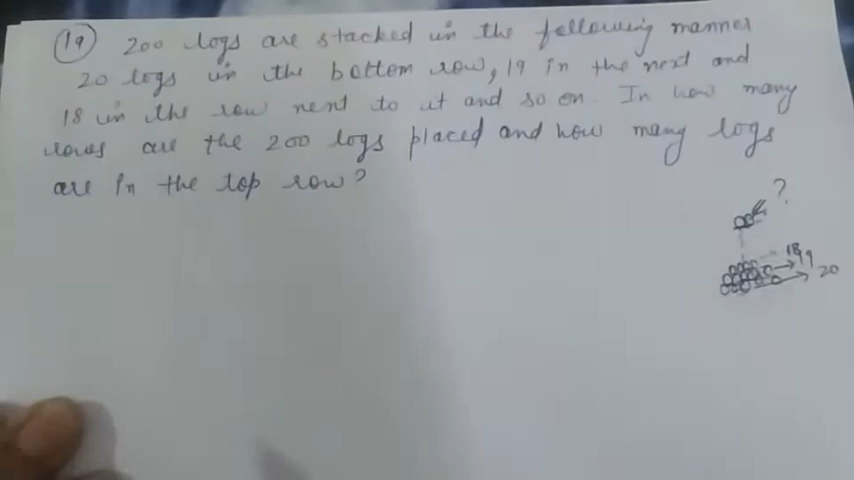 19 200 logs are stacked in the following manner
20 logs in the bottom row, 19 in the next and
18 in the row next to it and so on. In how many
rows are the 200 logs placed and how many logs
are in the top row?
?
18
19
20